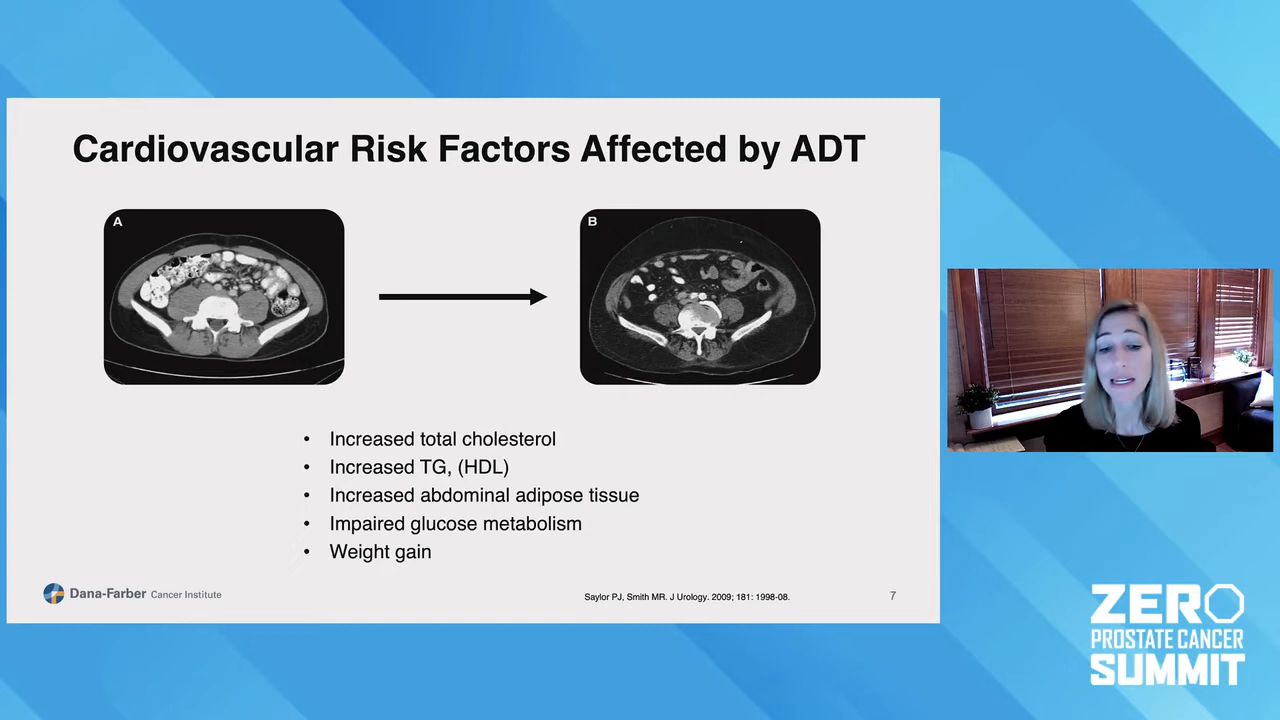 Cardiovascular Risk Factors Affected by ADT
A
B
• Increased total cholesterol
• Increased TG, (HDL)
• Increased abdominal adipose tissue
• Impaired glucose metabolism
• Weight gain
Dana-Farber Cancer Institute
Saylor PJ, Smith MR. J Urology. 2009; 181: 1998-08.
7
ZERO
PROSTATE CANCER
SUMMIT